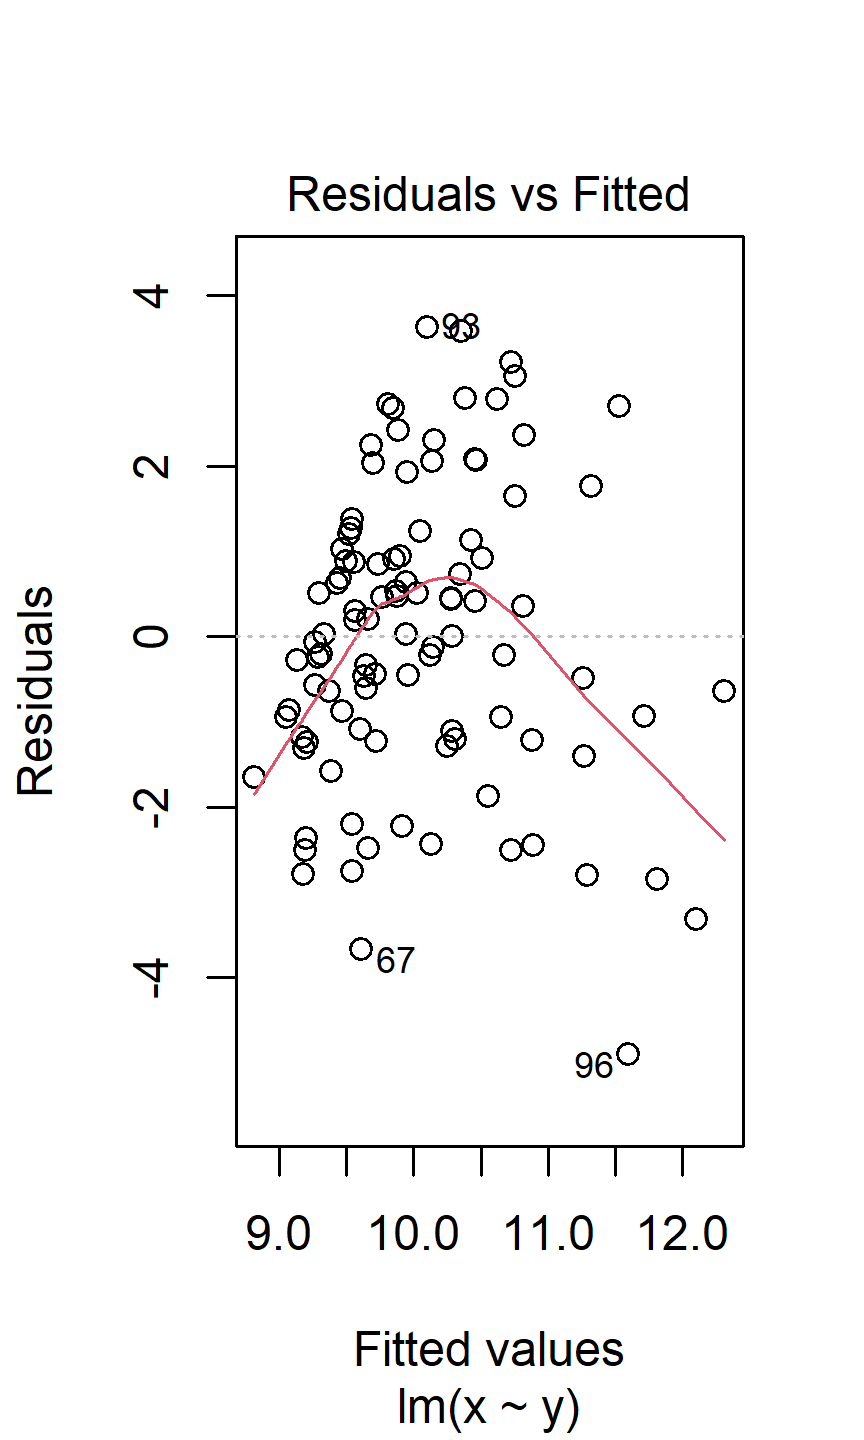 Residuals vs Fitted
4
2
0
-2
-4
Residuals
93
67
96
9.0 10.0 11.0 12.0
Fitted values
lm(x ~ y)